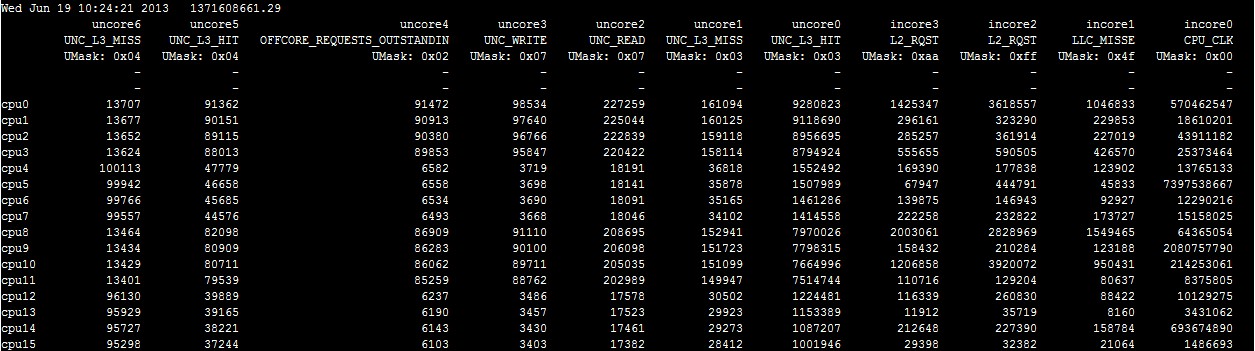 Wed Jun 19 10:24:21 2013 1371608661.29
uncore6 uncore5 uncore4 uncore3 uncore2 uncore1 uncore0 incore3 incore2 incore1 incore0
UNC_L3_MISS UNC_L3_HIT OFFCORE_REQUESTS_OUTSTANDIN UNC_WRITE UNC_READ UNC_L3_MISS UNC_L3_HIT L2_RQST L2_RQST LLC_MISSE CPU_CLK
UMask: 0x04 UMask: 0x04 UMask: 0x02 UMask: 0x07 UMask: 0x07 UMask: 0x03 UMask: 0x03 UMask: 0xaa UMask: 0xff UMask: 0x4f UMask: 0x00
- - - - - - - - - - -
- - - - - - - - - - -
cpu0 13707 91362 91472 98534 227259 161094 9280823 1425347 3618557 1046833 570462547
cpu1 13677 90151 90913 97640 225044 160125 9118690 296161 323290 229853 18610201
cpu2 13652 89115 90380 96766 222839 159118 8956695 285257 361914 227019 43911182
cpu3 13624 88013 89853 95847 220422 158114 8794924 555655 590505 426570 25373464
cpu4 100113 47779 6582 3719 18191 36818 1552492 169390 177838 123902 13765133
cpu5 99942 46658 6558 3698 18141 35878 1507989 67947 444791 45833 7397538667
cpu6 99766 45685 6534 3690 18091 35165 1461286 139875 146943 92927 12290216
cpu7 99557 44576 6493 3668 18046 34102 1414558 222258 232822 173727 15158025
cpu8 13464 82098 86909 91110 208695 152941 7970026 2003061 2828969 1549465 64365054
cpu9 13434 80909 86283 90100 206098 151723 7798315 158432 210284 123188 2080757790
cpu10 13429 80711 86062 89711 205035 151099 7664996 1206858 3920072 950431 214253061
cpu11 13401 79539 85259 88762 202989 149947 7514744 110716 129204 80637 8375805
cpu12 96130 39889 6237 3486 17578 30502 1224481 116339 260830 88422 10129275
cpu13 95929 39165 6190 3457 17523 29923 1153389 11912 35719 8160 3431062
cpu14 95727 38221 6143 3430 17461 29273 1087207 212648 227390 158784 693674890
cpu15 95298 37244 6103 3403 17382 28412 1001946 29398 32382 21064 1486693